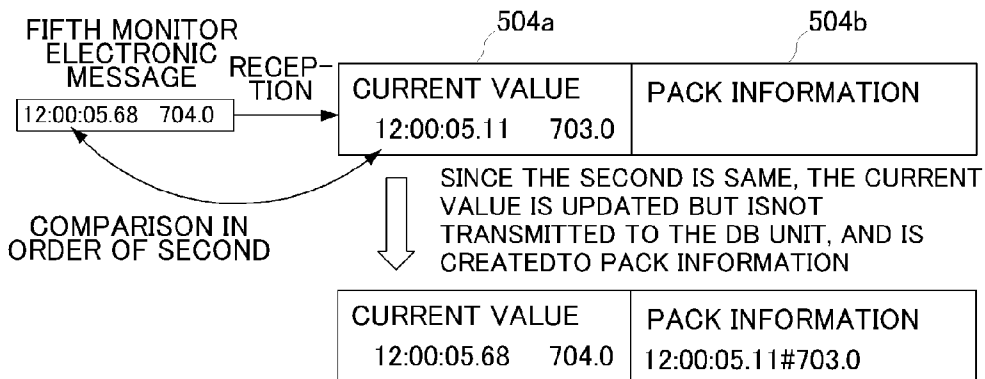 504a
504b
FIFTH MONITOR
ELECTRONIC
MESSAGE
RECEP-
TION
12:00:05.68 704.0
CURRENT VALUE
12:00:05.11 703.0
PACK INFORMATION
COMPARISON IN
ORDER OF SECOND
SINCE THE SECOND IS SAME, THE CURRENT
VALUE IS UPDATED BUT ISNOT
TRANSMITTED TO THE DB UNIT, AND IS
CREATEDTO PACK INFORMATION
CURRENT VALUE
12:00:05.68 704.0
PACK INFORMATION
12:00:05.11#703.0